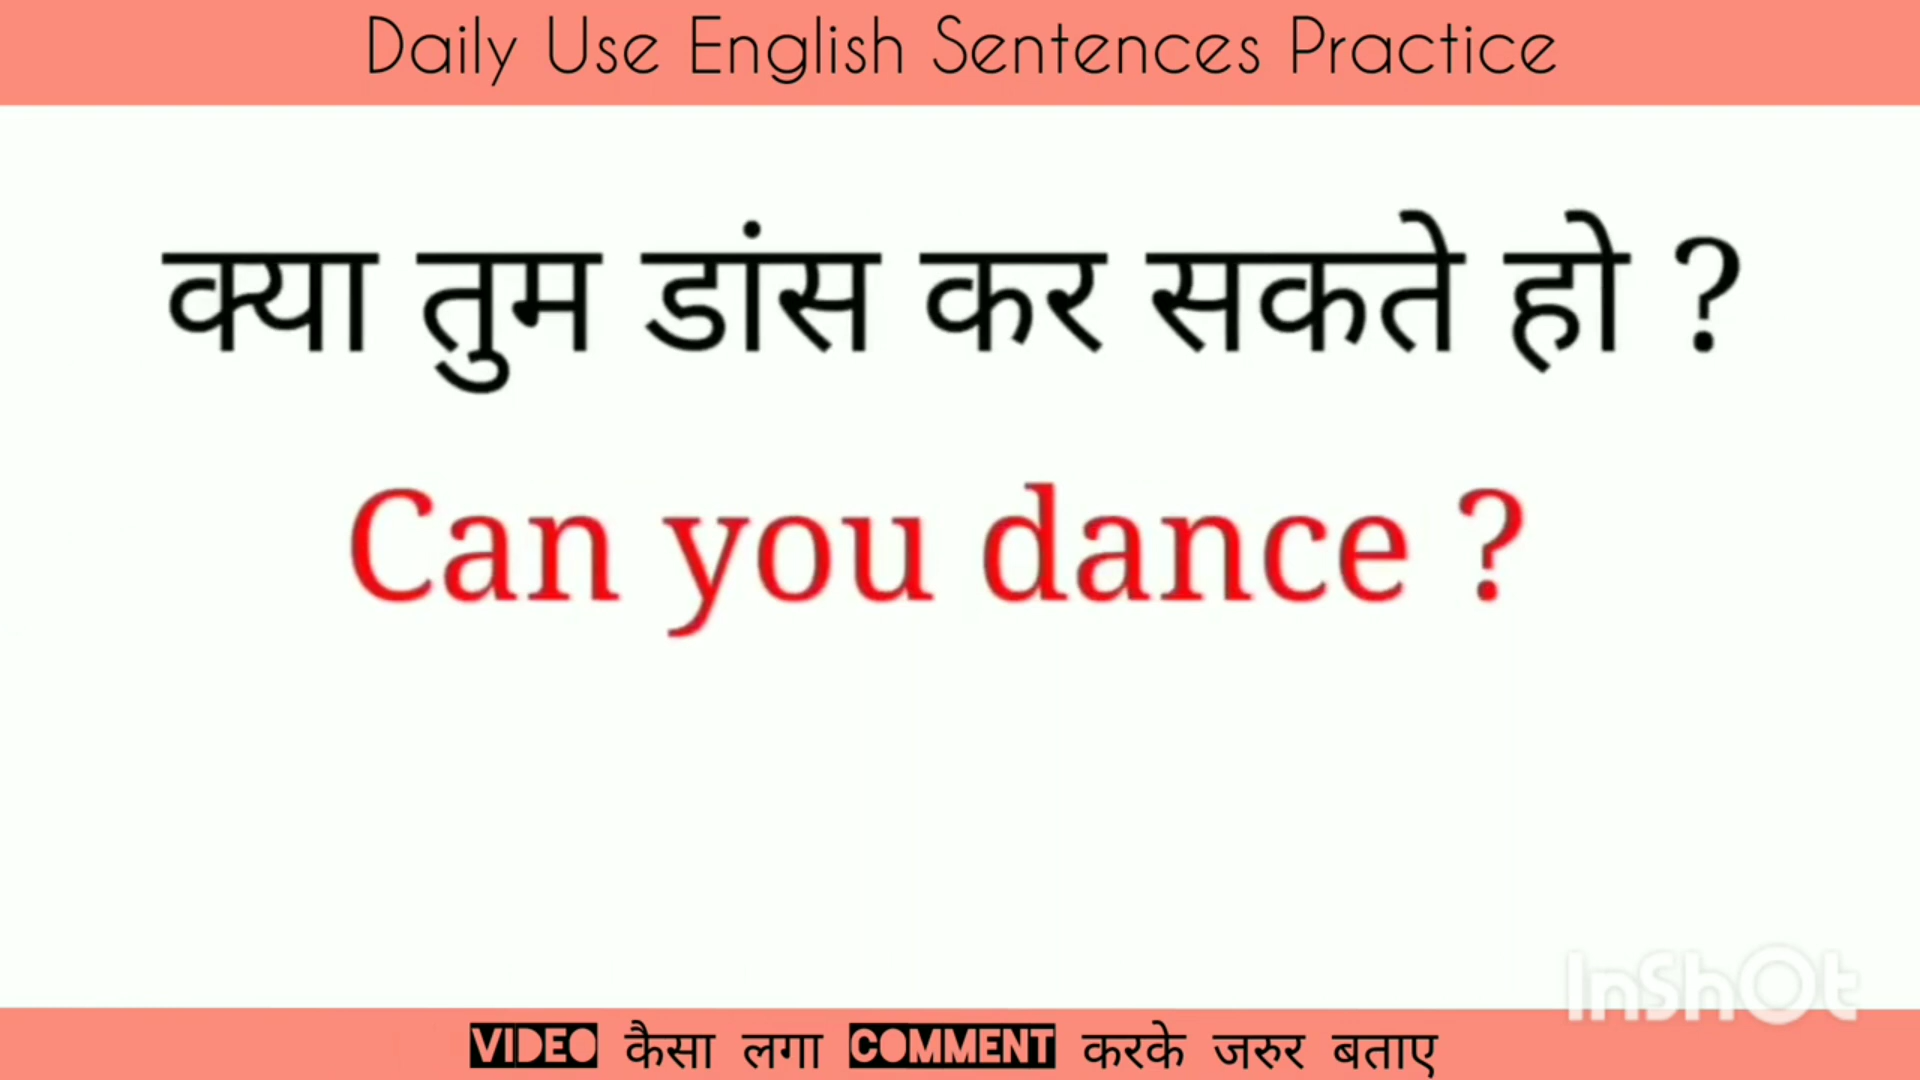 Daily Use English Sentences Practice
क्या तुम डांस कर सकते हो ?
Can you dance ?
InShOt
VIDEO कैसा लगा COMMENT करके जरुर बताए